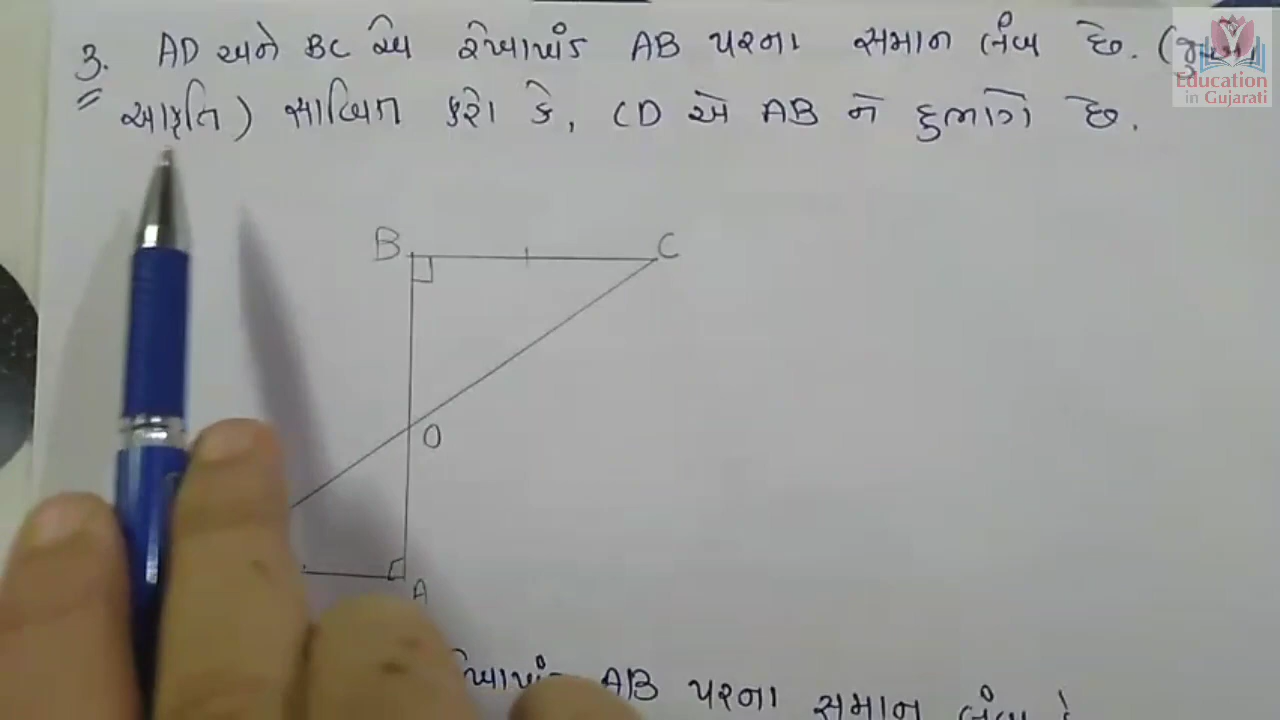 3. AD અને BC એ રેખાખંડ AB પરના સમાન લંબ છે. (જુઓ
આકૃતિ) સાબિત કરો કે, CD એ AB ને દુભાગે છે.
Education
in Gujarati
B
C
O
A
રેખાખંડ AB પરના સમાન લંબ